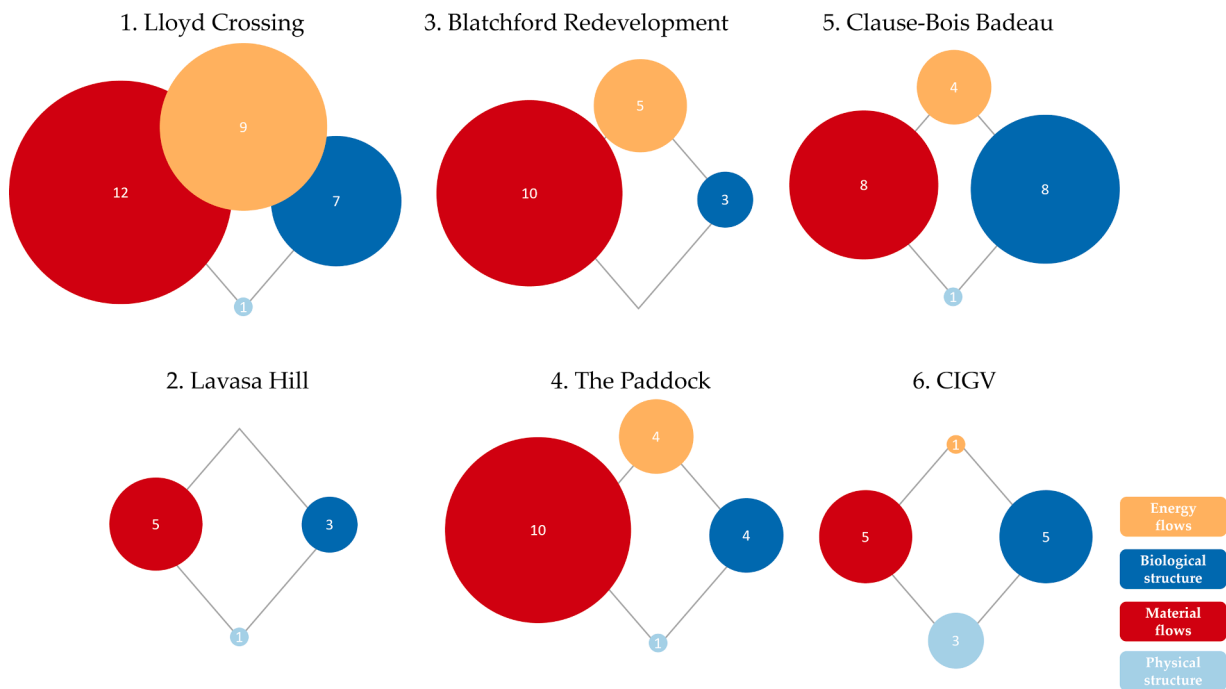 1. Lloyd Crossing
3. Blatchford Redevelopment
5. Clause-Bois Badeau
9
12
7
1
5
10
3
4
8
8
1
2. Lavasa Hill
4. The Paddock
6. CIGV
5
3
1
4
10
4
1
1
5
5
3
Energy
flows
Biological
structure
Material
flows
Physical
structure